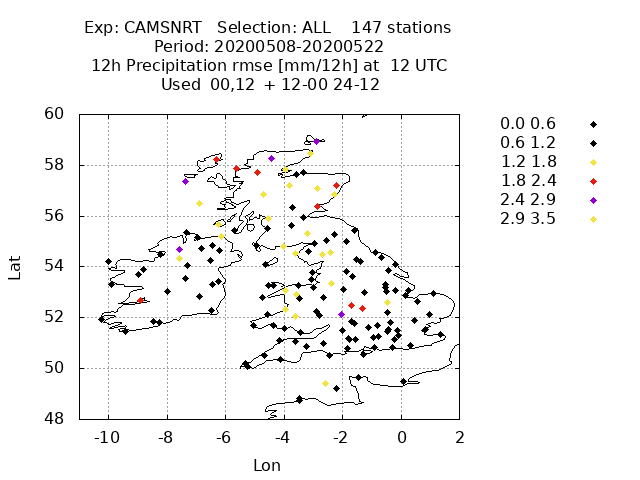 Exp: CAMSNRT   Selection: ALL    147 stations
Period: 20200508-20200522
12h Precipitation rmse [mm/12h] at  12 UTC
Used  00,12  + 12-00 24-12
0.0 0.6
0.6 1.2
1.2 1.8
1.8 2.4
2.4 2.9
2.9 3.5
60
58
56
54
52
50
48
Lat
-10 -8 -6 -4 -2 0 2
Lon